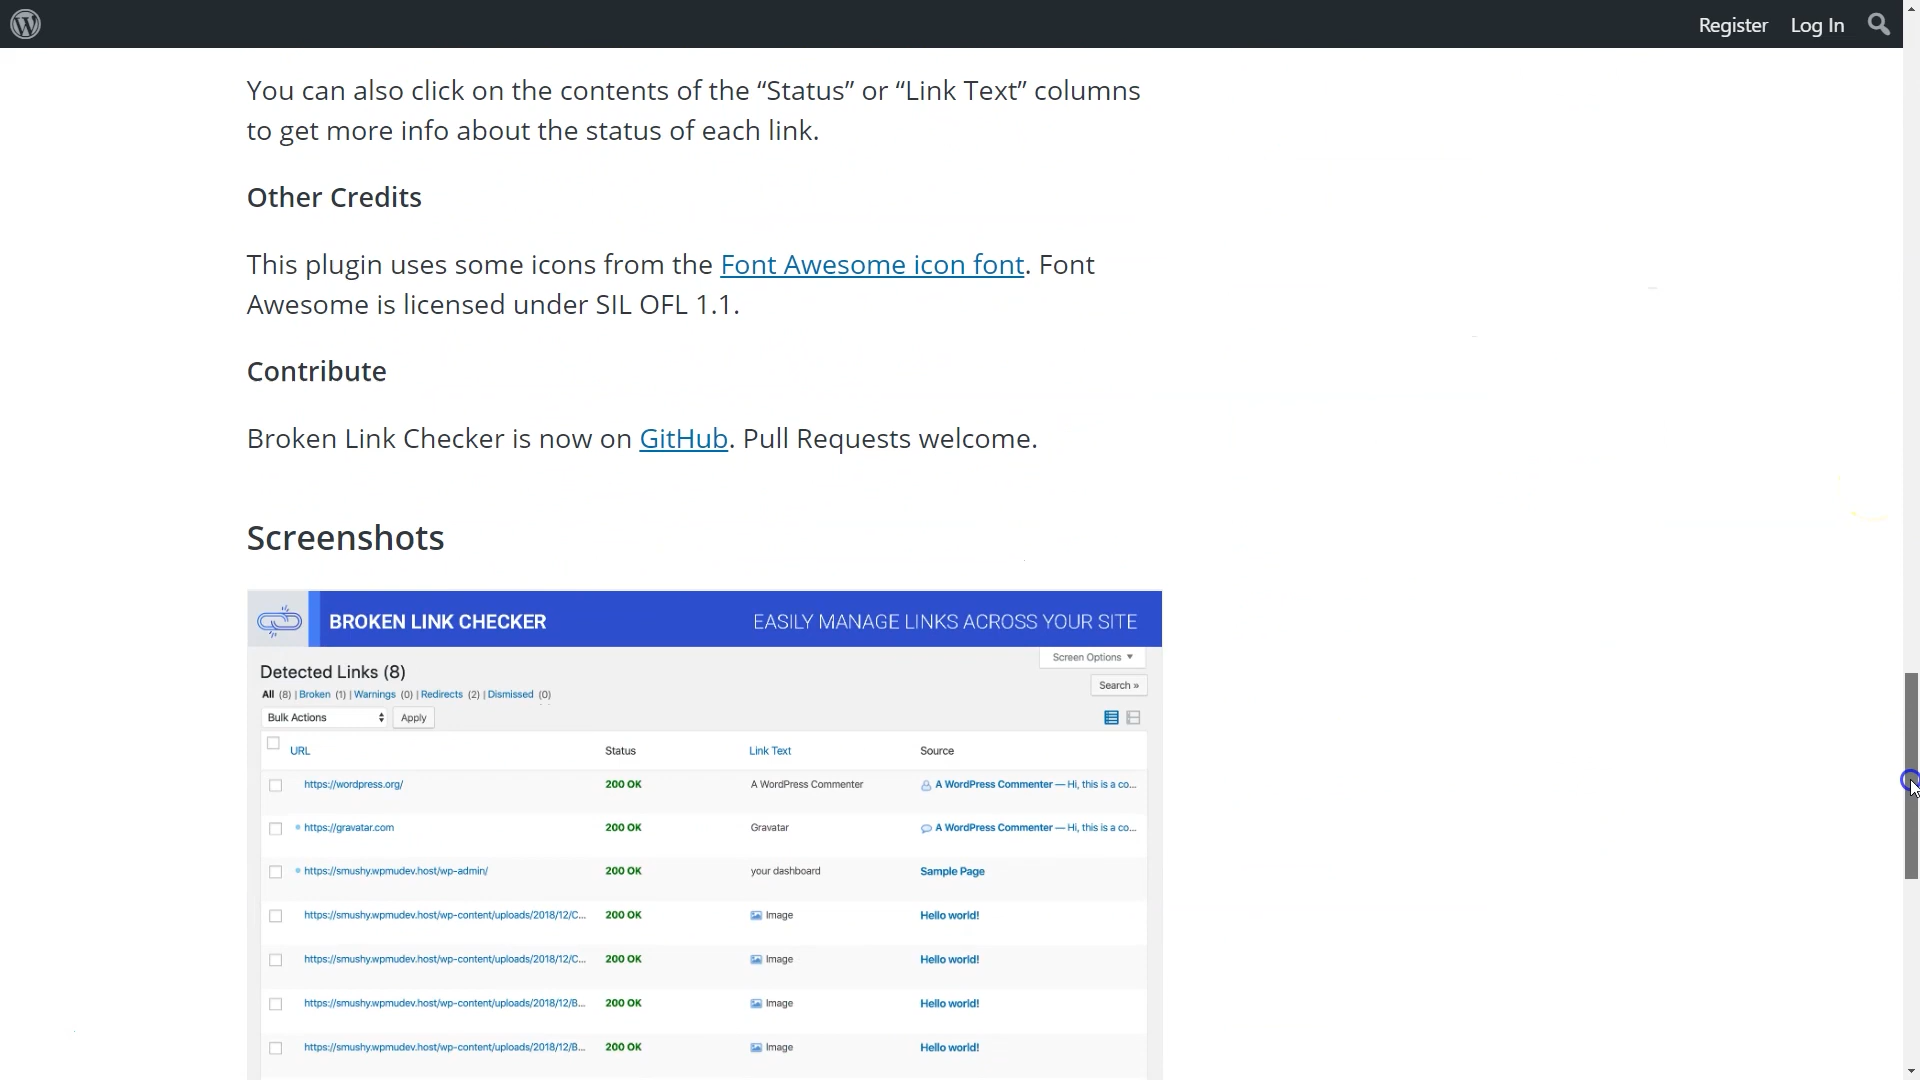 Register Log In
You can also click on the contents of the “Status” or “Link Text” columns
to get more info about the status of each link.
Other Credits
This plugin uses some icons from the Font Awesome icon font. Font
Awesome is licensed under SIL OFL 1.1.
Contribute
Broken Link Checker is now on GitHub. Pull Requests welcome.
Screenshots
BROKEN LINK CHECKER EASILY MANAGE LINKS ACROSS YOUR SITE
Screen Options ▼
Detected Links (8)
Search »
All (8) | Broken (1) | Warnings (0) | Redirects (2) | Dismissed (0)
Bulk Actions Apply
URL Status Link Text Source
https://wordpress.org/ 200 OK A WordPress Commenter A WordPress Commenter — Hi, this is a co...
https://gravatar.com 200 OK Gravatar A WordPress Commenter — Hi, this is a co...
https://smushy.wpmudev.host/wp-admin/ 200 OK your dashboard Sample Page
https://smushy.wpmudev.host/wp-content/uploads/2018/12/C... 200 OK Image Hello world!
https://smushy.wpmudev.host/wp-content/uploads/2018/12/C... 200 OK Image Hello world!
https://smushy.wpmudev.host/wp-content/uploads/2018/12/B... 200 OK Image Hello world!
https://smushy.wpmudev.host/wp-content/uploads/2018/12/B... 200 OK Image Hello world!